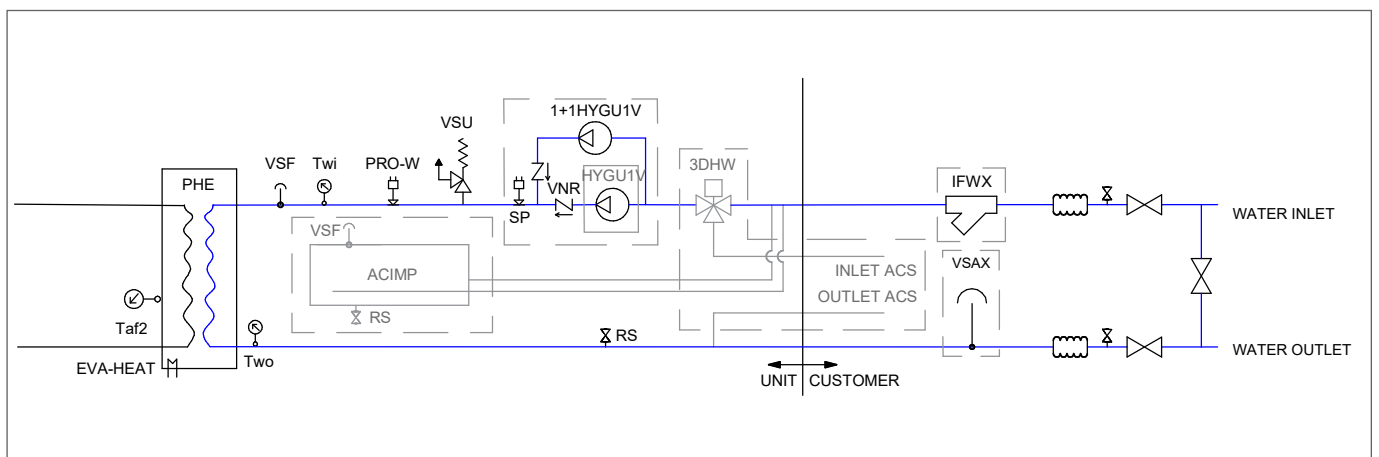 1+1HYGU1V
VSU
VSF
Twi
PRO-W
3DHW
IFWX
PHE
HYGU1V
VNR
SP
WATER INLET
VSF
ACIMP
INLET ACS
VSAX
OUTLET ACS
RS
Taf2
RS
Two
WATER OUTLET
EVA-HEAT
UNIT
CUSTOMER